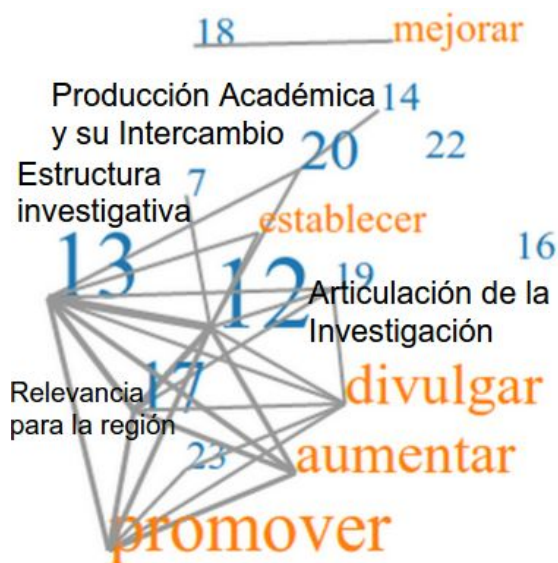 18
mejorar
Producción Académica
y su Intercambio
14
20
22
Estructura
investigativa
7
establecer
13
12
16
19
Articulación de la
Investigación
17
Relevancia
para la región
divulgar
23
aumentar
promover